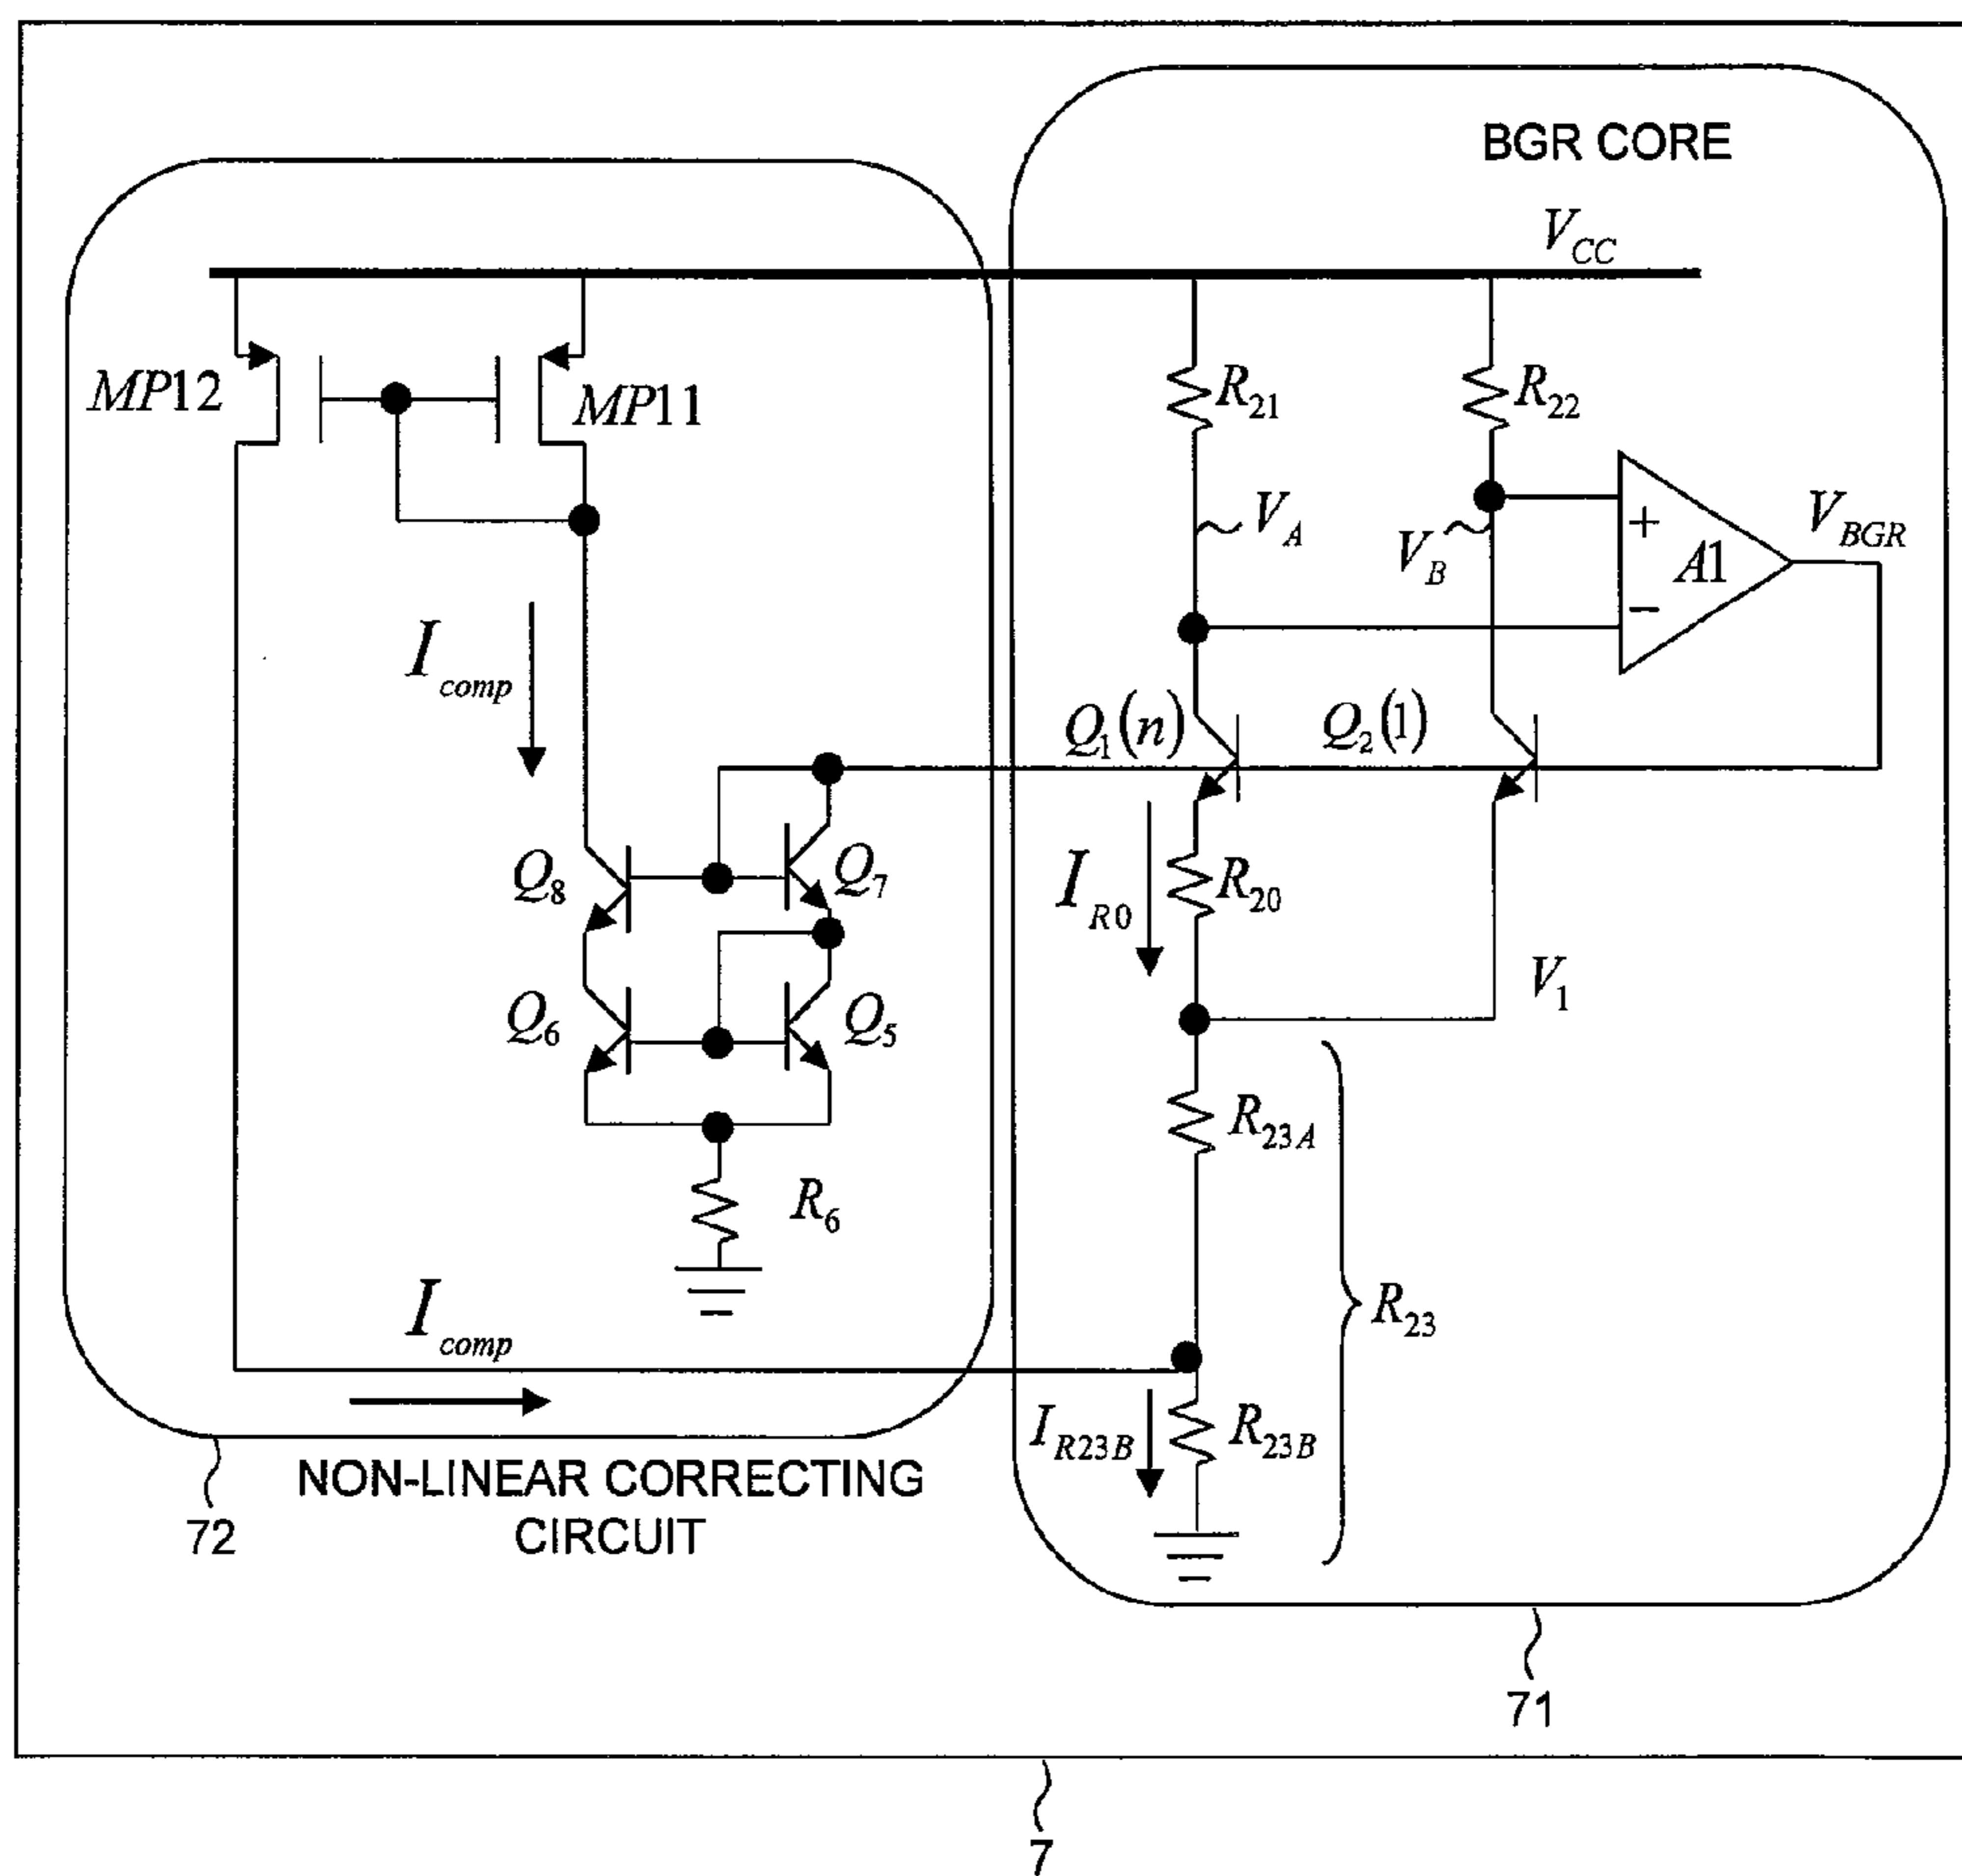 BGR CORE
V_CC
MP12
MP11
R_21
R_22
V_A
V_B
+
A1
−
V_BGR
I_comp
Q_1(n)
Q_2(1)
Q_8
Q_7
I_R0
R_20
V_1
Q_6
Q_5
R_23A
R_6
R_23
I_comp
I_R23B
R_23B
NON-LINEAR CORRECTING
CIRCUIT
72
71
7